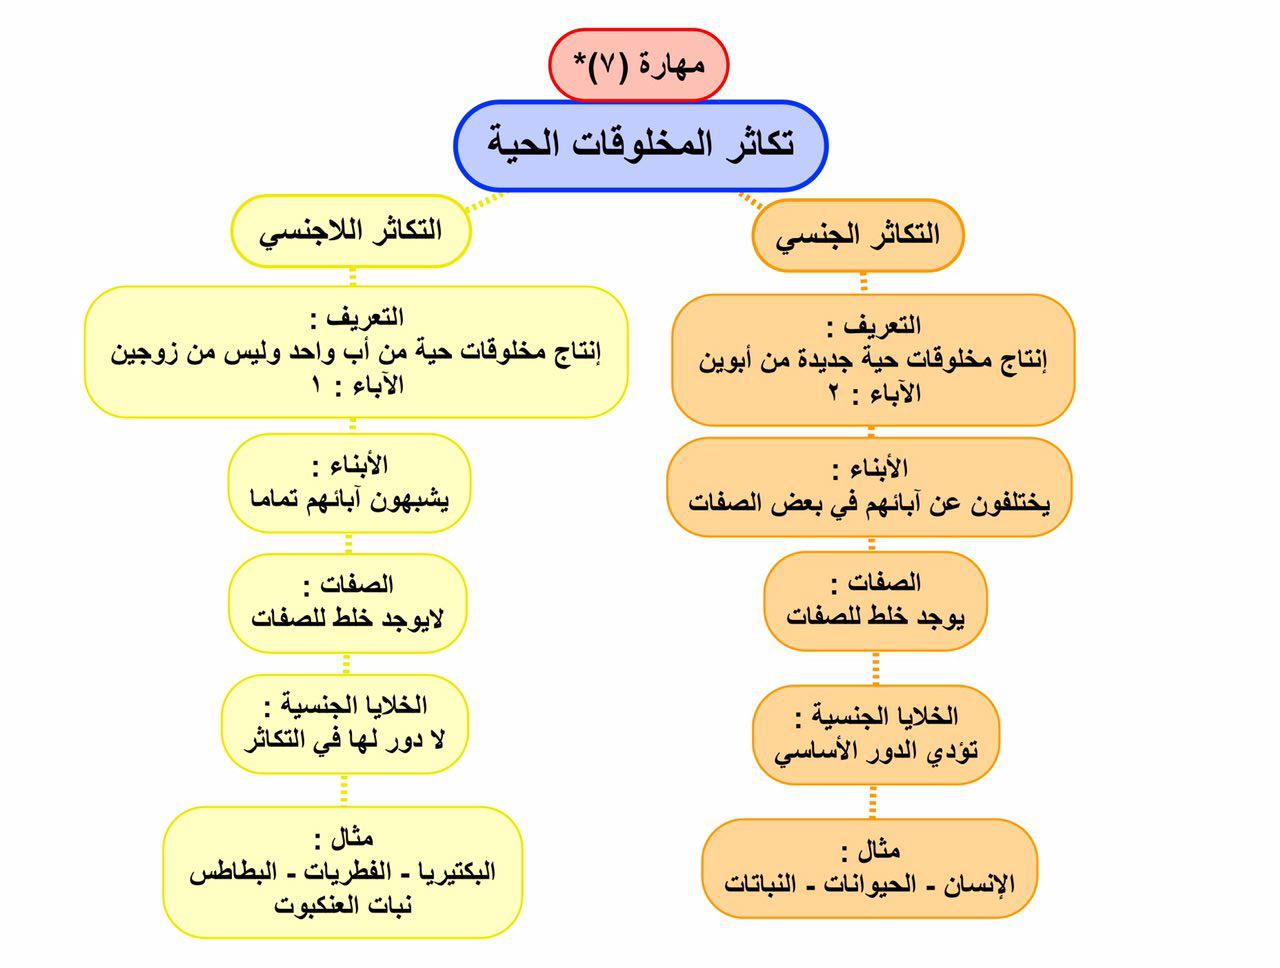 مهارة (٧)*
تكاثر المخلوقات الحية
التكاثر الجنسي
التعريف :
إنتاج مخلوقات حية جديدة من أبوين
الآباء : ٢
الأبناء :
يختلفون عن آبائهم في بعض الصفات
الصفات :
يوجد خلط للصفات
الخلايا الجنسية :
تؤدي الدور الأساسي
مثال :
الإنسان - الحيوانات - النباتات
التكاثر اللاجنسي
التعريف :
إنتاج مخلوقات حية من أب واحد وليس من زوجين
الآباء : ١
الأبناء :
يشبهون آبائهم تماما
الصفات :
لايوجد خلط للصفات
الخلايا الجنسية :
لا دور لها في التكاثر
مثال :
البكتيريا - الفطريات - البطاطس
نبات العنكبوت